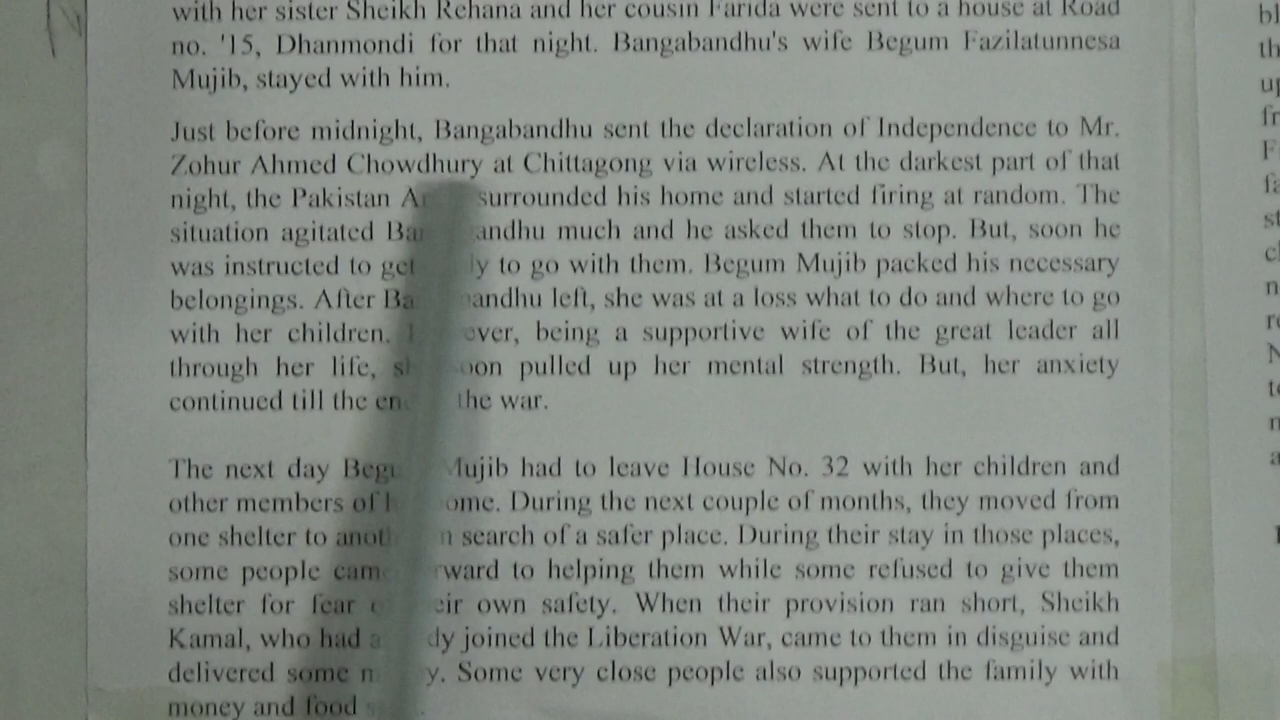 with her sister Sheikh Rehana and her cousin Farida were sent to a house at Road
no. '15, Dhanmondi for that night. Bangabandhu's wife Begum Fazilatunnesa
Mujib, stayed with him.
Just before midnight, Bangabandhu sent the declaration of Independence to Mr.
Zohur Ahmed Chowdhury at Chittagong via wireless. At the darkest part of that
night, the Pakistan surrounded his home and started firing at random. The
situation agitated much and he asked them to stop. But, soon he
was instructed to get to go with them. Begum Mujib packed his necessary
belongings. After left, she was at a loss what to do and where to go
with her children. being a supportive wife of the great leader all
through her life, pulled up her mental strength. But, her anxiety
continued till the the war.
The next day Mujib had to leave House No. 32 with her children and
other members of During the next couple of months, they moved from
one shelter to search of a safer place. During their stay in those places,
some people to helping them while some refused to give them
shelter for fear own safety. When their provision ran short, Sheikh
Kamal, who had joined the Liberation War, came to them in disguise and
delivered some Some very close people also supported the family with
money and food